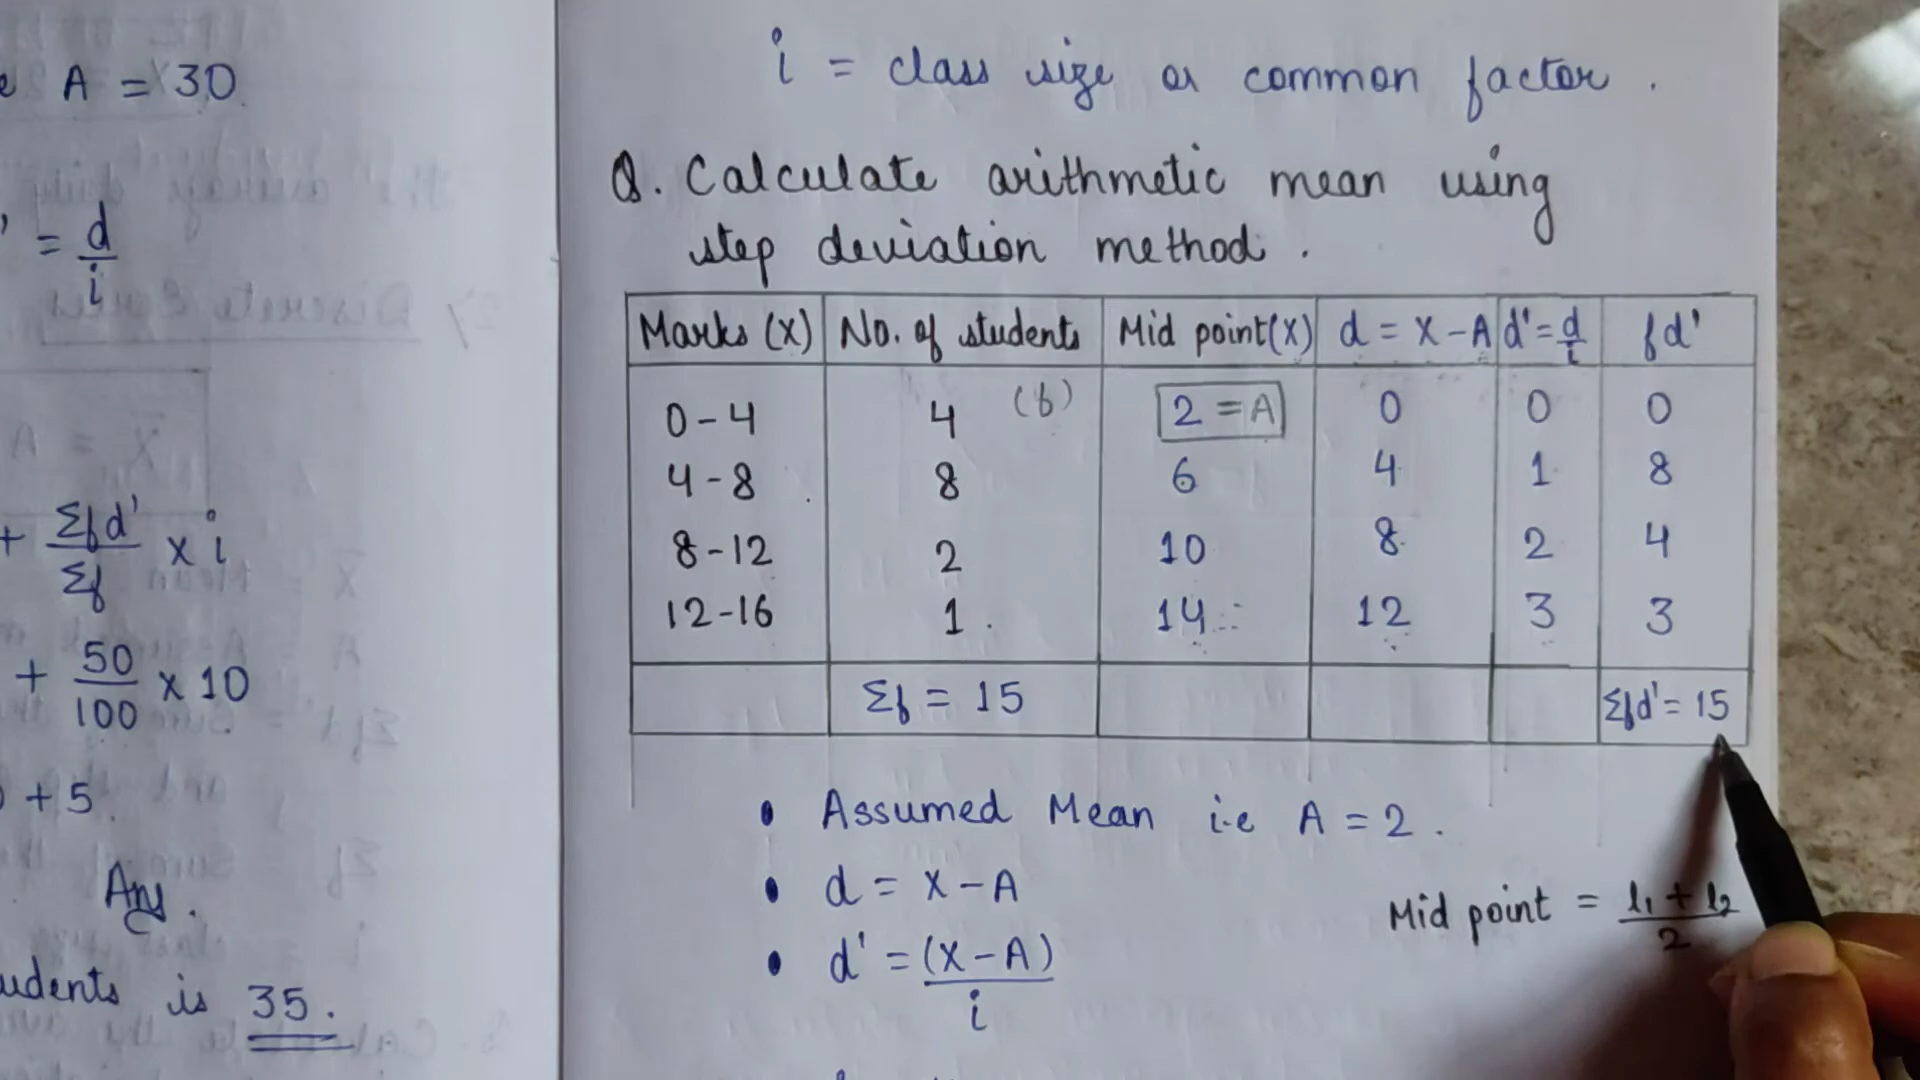 A = 30
= d
i
+ Σfd' x i
Σf
+ 50 x 10
100
+ 5
Ans.
is 35.
i = class size or common factor.
Q. Calculate arithmetic mean using
step deviation method.
Marks (X) No. of students Mid point(X) d = X - A d' = d/i fd'
0-4 4 (f) 2 = A 0 0 0
4-8 8 6 4 1 8
8-12 2 10 8 2 4
12-16 1 14 12 3 3
Σf = 15 Σfd' = 15
• Assumed Mean i.e A = 2.
• d = X - A
Mid point = l₁ + l₂
2
• d' = (X - A)
i